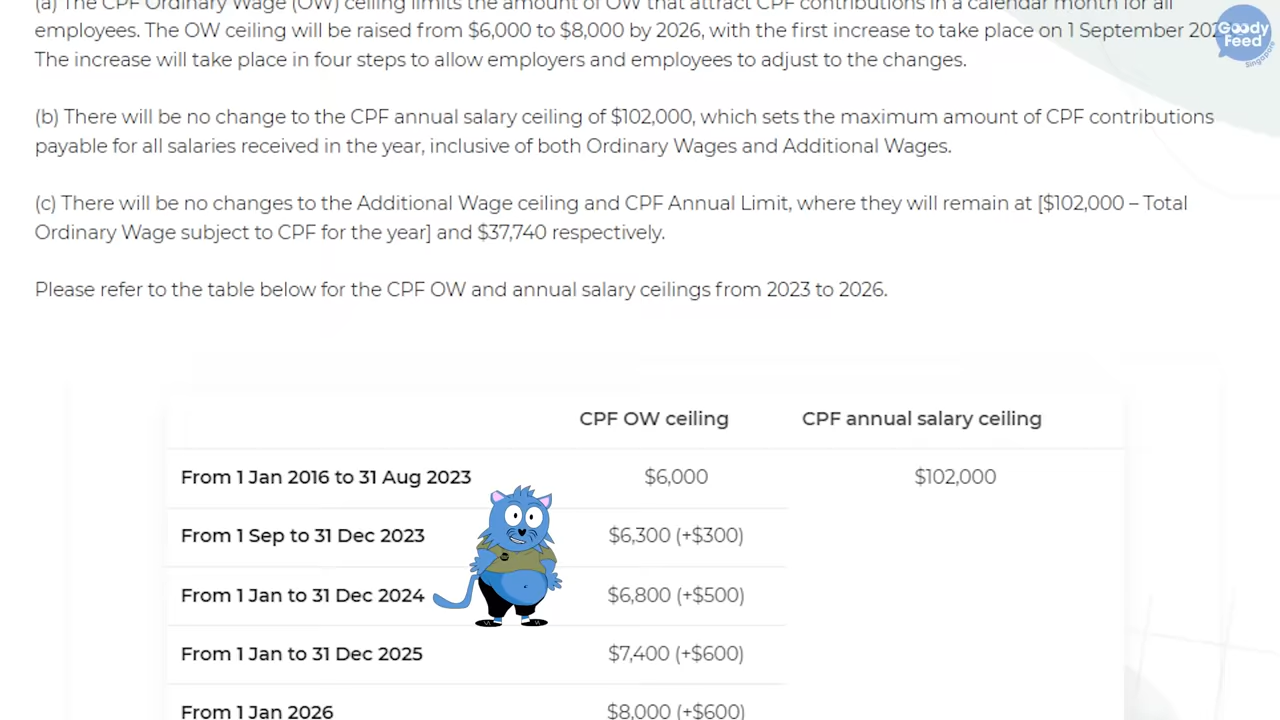 (a) The CPF Ordinary Wage (OW) ceiling limits the amount of OW that attract CPF contributions in a calendar month for all
employees. The OW ceiling will be raised from $6,000 to $8,000 by 2026, with the first increase to take place on 1 September
The increase will take place in four steps to allow employers and employees to adjust to the changes.
(b) There will be no change to the CPF annual salary ceiling of $102,000, which sets the maximum amount of CPF contributions
payable for all salaries received in the year, inclusive of both Ordinary Wages and Additional Wages.
(c) There will be no changes to the Additional Wage ceiling and CPF Annual Limit, where they will remain at [$102,000 – Total
Ordinary Wage subject to CPF for the year] and $37,740 respectively.
Please refer to the table below for the CPF OW and annual salary ceilings from 2023 to 2026.
CPF OW ceiling CPF annual salary ceiling
From 1 Jan 2016 to 31 Aug 2023 $6,000 $102,000
From 1 Sep to 31 Dec 2023 $6,300 (+$300)
From 1 Jan to 31 Dec 2024 $6,800 (+$500)
From 1 Jan to 31 Dec 2025 $7,400 (+$600)
From 1 Jan 2026 $8,000 (+$600)
Goody
Feed
Singapore